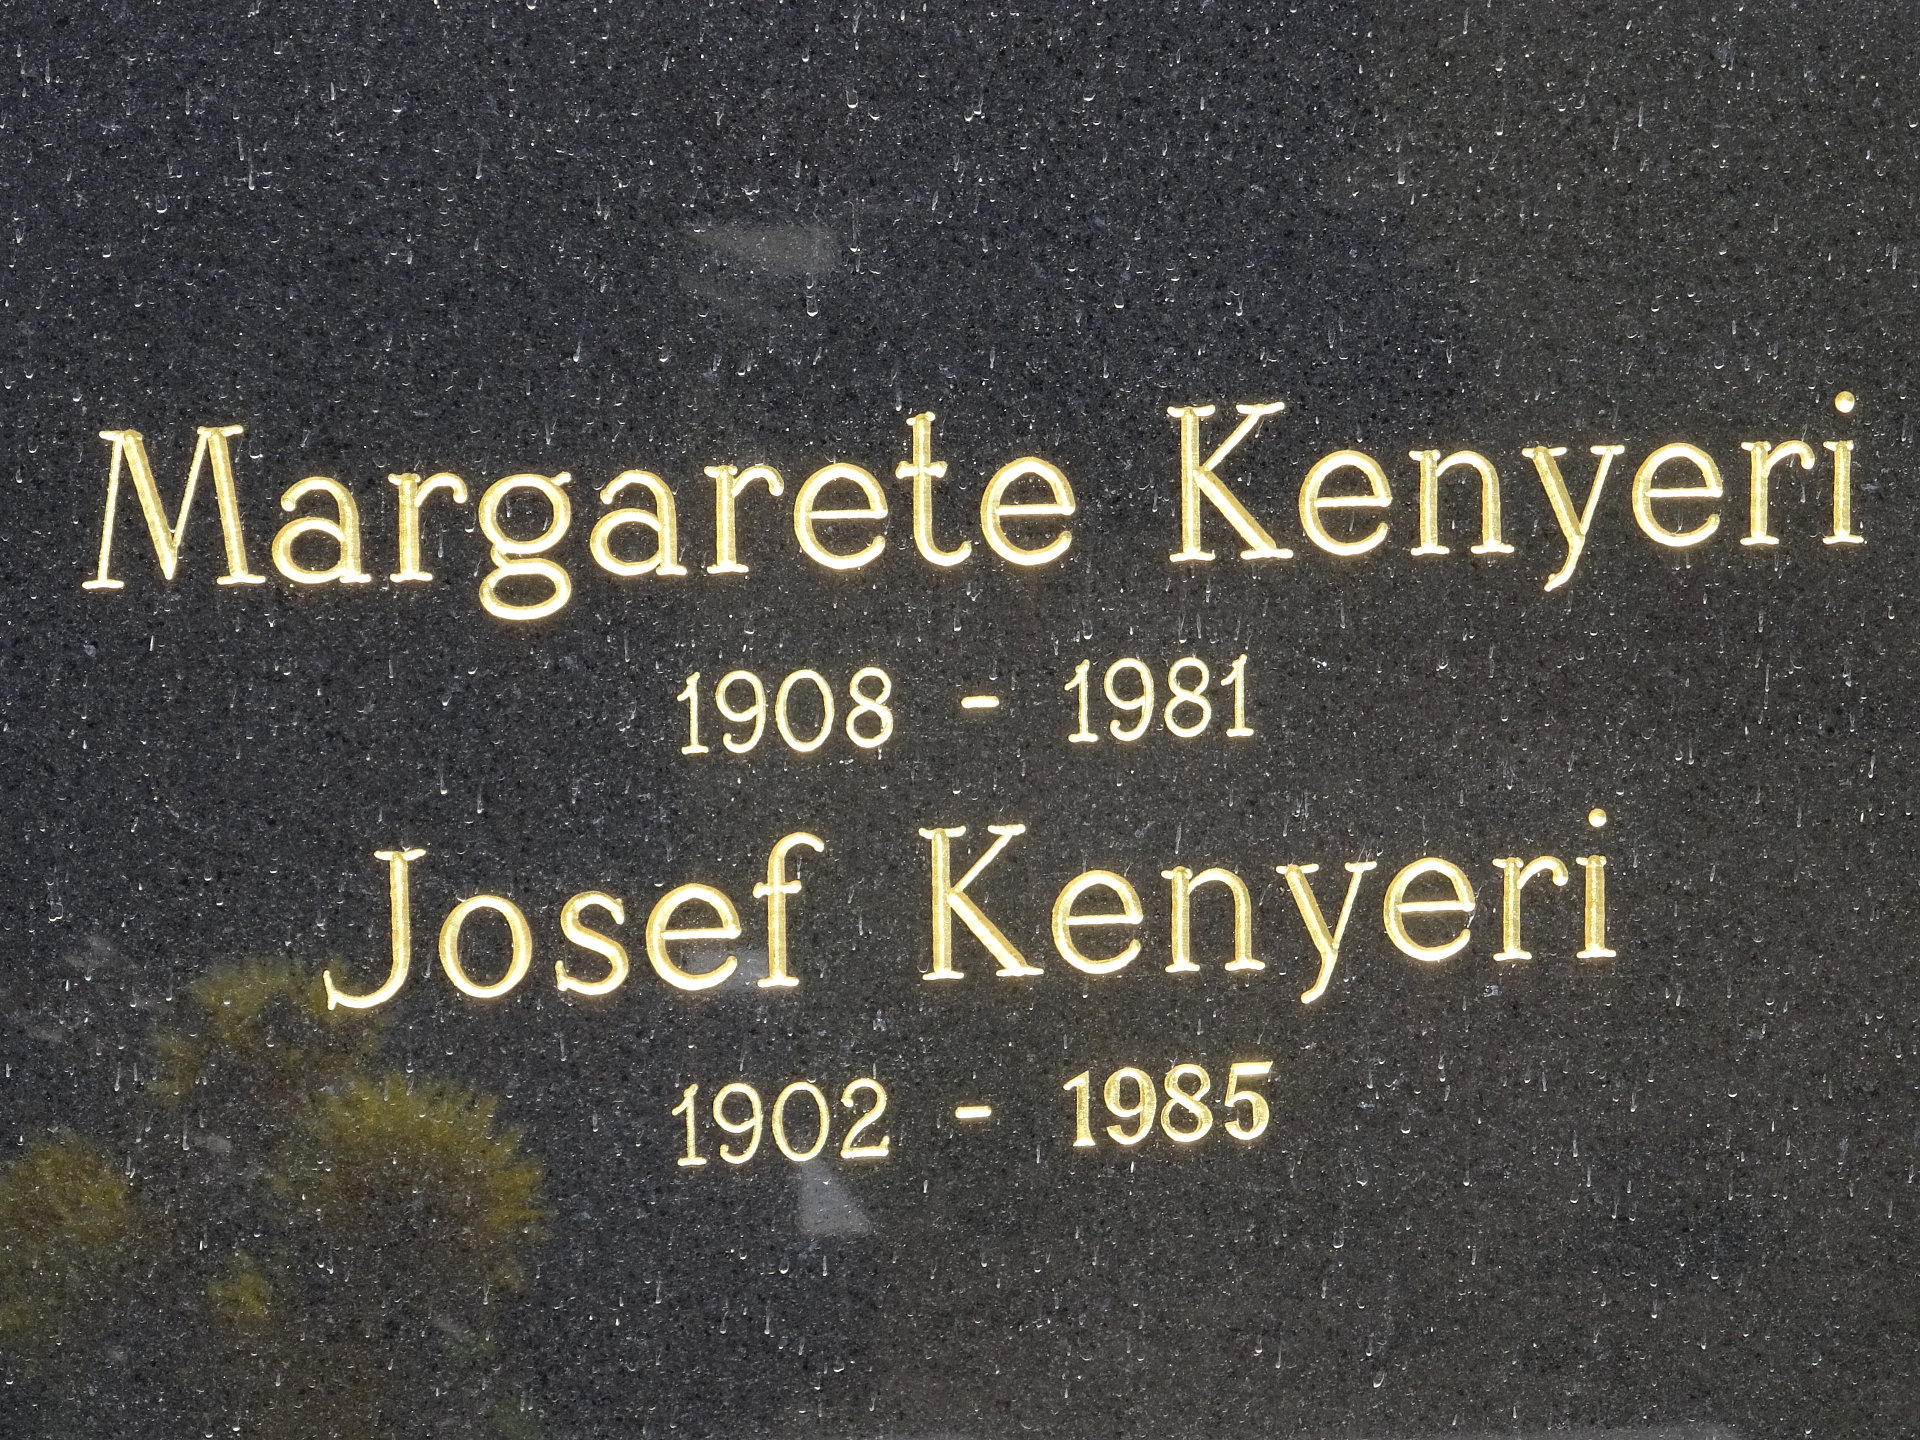 Margarete Kenyeri
1908 - 1981
Josef Kenyeri
1902 - 1985